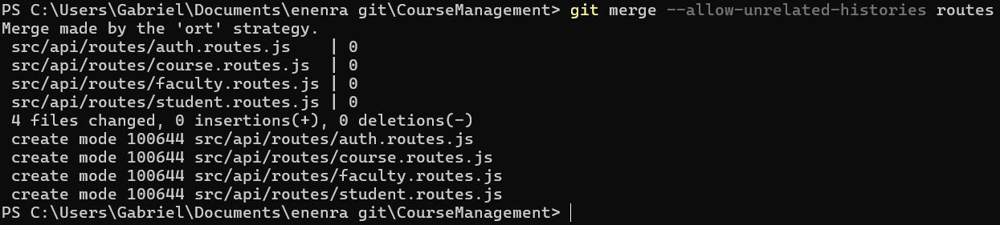 PS C:\Users\Gabriel\Documents\enenra git\CourseManagement> git merge --allow-unrelated-histories routes
Merge made by the 'ort' strategy.
 src/api/routes/auth.routes.js    | 0
 src/api/routes/course.routes.js  | 0
 src/api/routes/faculty.routes.js | 0
 src/api/routes/student.routes.js | 0
 4 files changed, 0 insertions(+), 0 deletions(-)
 create mode 100644 src/api/routes/auth.routes.js
 create mode 100644 src/api/routes/course.routes.js
 create mode 100644 src/api/routes/faculty.routes.js
 create mode 100644 src/api/routes/student.routes.js
PS C:\Users\Gabriel\Documents\enenra git\CourseManagement>